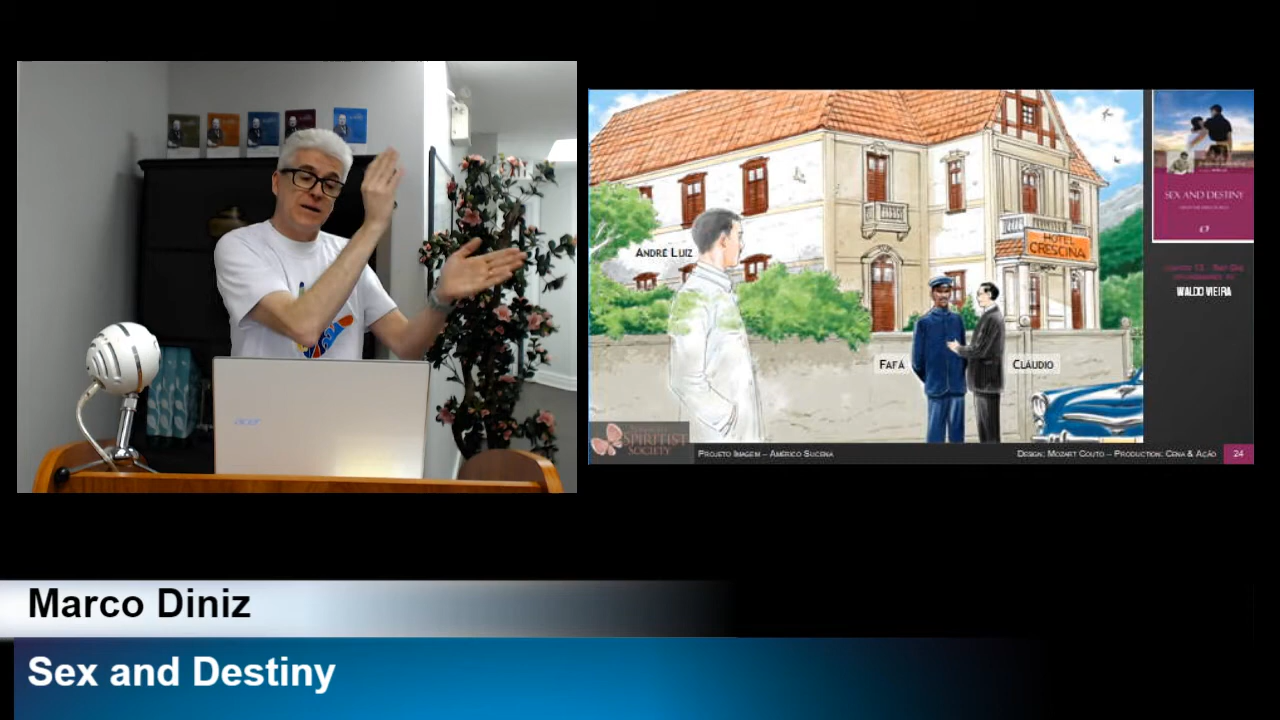 acer
ANDRÉ LUIZ
HOTEL
CRESCINA
FAFÁ
CLÁUDIO
SPIRITIST
SOCIETY
PROJETO IMAGEM – AMÉRICO SUCENA
DESIGN: MOZART COUTO – PRODUCTION: CENA & AÇÃO
24
SEX AND DESTINY
WALDO VIEIRA
Marco Diniz
Sex and Destiny